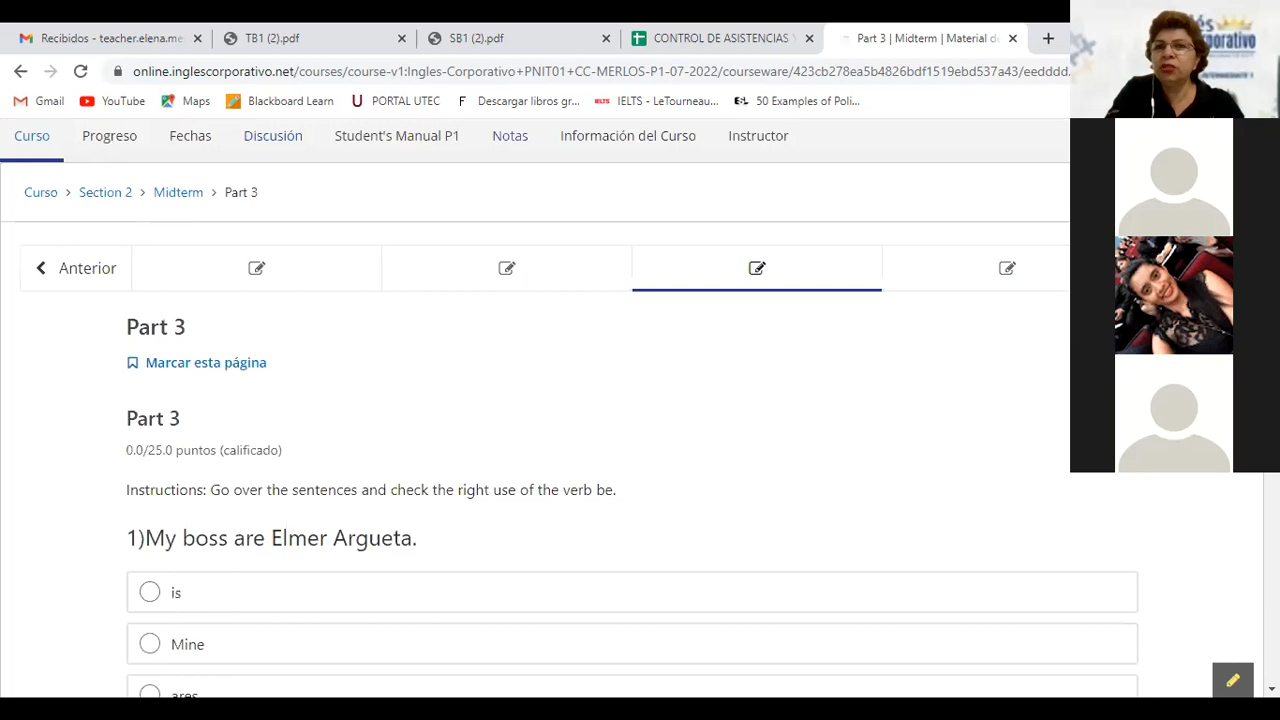 Recibidos - teacher.elena.me
TB1 (2).pdf
SB1 (2).pdf
CONTROL DE ASISTENCIAS
Part 3 | Midterm | Material de
online.inglescorporativo.net/courses/course-v1:Ingles-Corporativo+PNIT01+CC-MERLOS-P1-07-2022/courseware/423cb278ea5b4826bdf1519ebd537a43/eedddd.
Gmail
YouTube
Maps
Blackboard Learn
PORTAL UTEC
Descargar libros gr...
IELTS - LeTourneau...
50 Examples of Pol...
Curso
Progreso
Fechas
Discusión
Student's Manual P1
Notas
Información del Curso
Instructor
Curso > Section 2 > Midterm > Part 3
Anterior
Part 3
Marcar esta página
Part 3
0.0/25.0 puntos (calificado)
Instructions: Go over the sentences and check the right use of the verb be.
1)My boss are Elmer Argueta.
is
Mine
ares